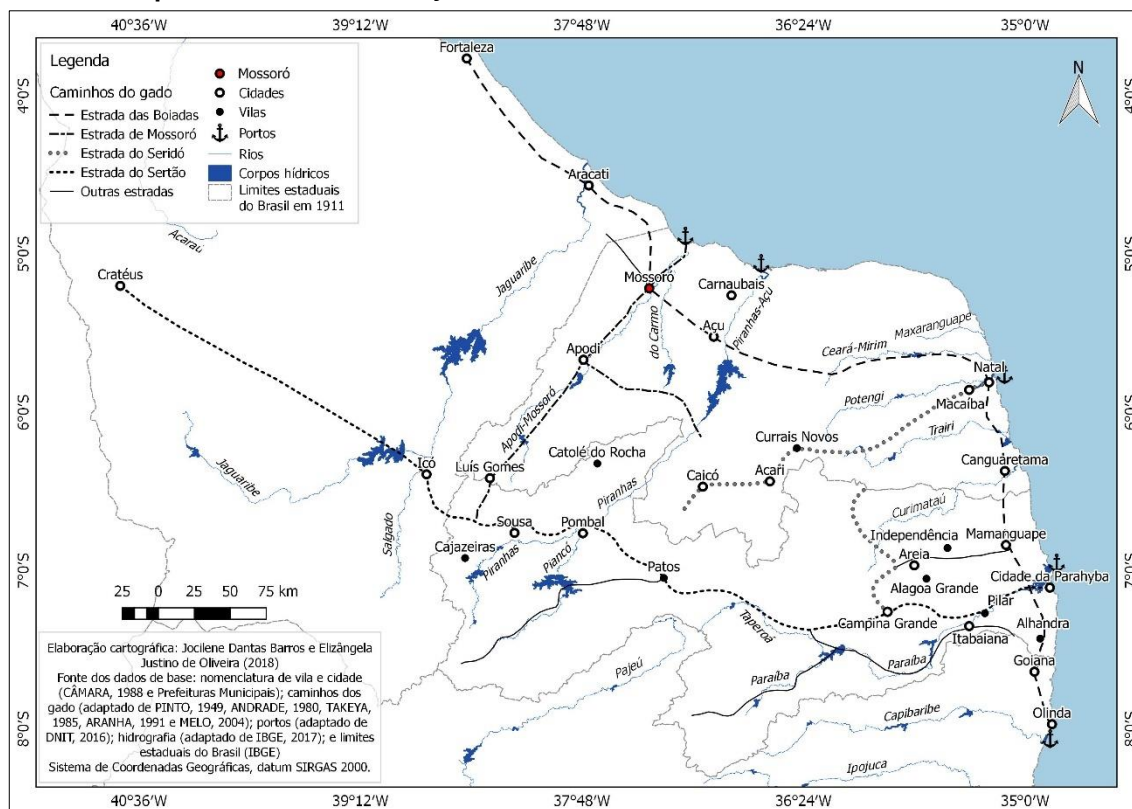 40°36'W 39°12'W 37°48'W 36°24'W 35°0'W
Legenda
Caminhos do gado
Estrada das Boiadas
Estrada de Mossoró
Estrada do Seridó
Estrada do Sertão
Outras estradas
Mossoró
Cidades
Vilas
Portos
Rios
Corpos hídricos
Limites estaduais
do Brasil em 1911
N
4°0'S
4°0'S
5°0'S
5°0'S
6°0'S
6°0'S
7°0'S
7°0'S
8°0'S
8°0'S
Fortaleza
Aracati
Acaraú
Jaguaribe
Cratéus
Mossoró
Carnaubais
Açu
do Carmo
Piranhas-Açu
Maxaranguape
Ceará-Mirim
Apodi
Natal
Macaíba
Potengi
Trairi
Apodi-Mossoró
Currais Novos
Catolé do Rocha
Caicó
Acari
Canguaretama
Jaguaribe
Icó
Luís Gomes
Piranhas
Curimataú
Salgado
Sousa
Pombal
Independência
Mamanguape
Cajazeiras
Piranhas
Piancó
Patos
Areia
Alagoa Grande
Cidade da Parahyba
Pilar
Campina Grande
Itabaiana
Alhandra
Taperoá
Paraíba
Paraíba
Goiana
Pajeú
Capibaribe
Olinda
Ipojuca
25 0 25 50 75 km
Elaboração cartográfica: Jocilene Dantas Barros e Elizângela
Justino de Oliveira (2018)
Fonte dos dados de base: nomenclatura de vila e cidade
(CÂMARA, 1988 e Prefeituras Municipais); caminhos dos
gado (adaptado de PINTO, 1949, ANDRADE, 1980, TAKEYA,
1985, ARANHA, 1991 e MELO, 2004); portos (adaptado de
DNIT, 2016); hidrografia (adaptado de IBGE, 2017); e limites
estaduais do Brasil (IBGE)
Sistema de Coordenadas Geográficas, datum SIRGAS 2000.
40°36'W 39°12'W 37°48'W 36°24'W 35°0'W